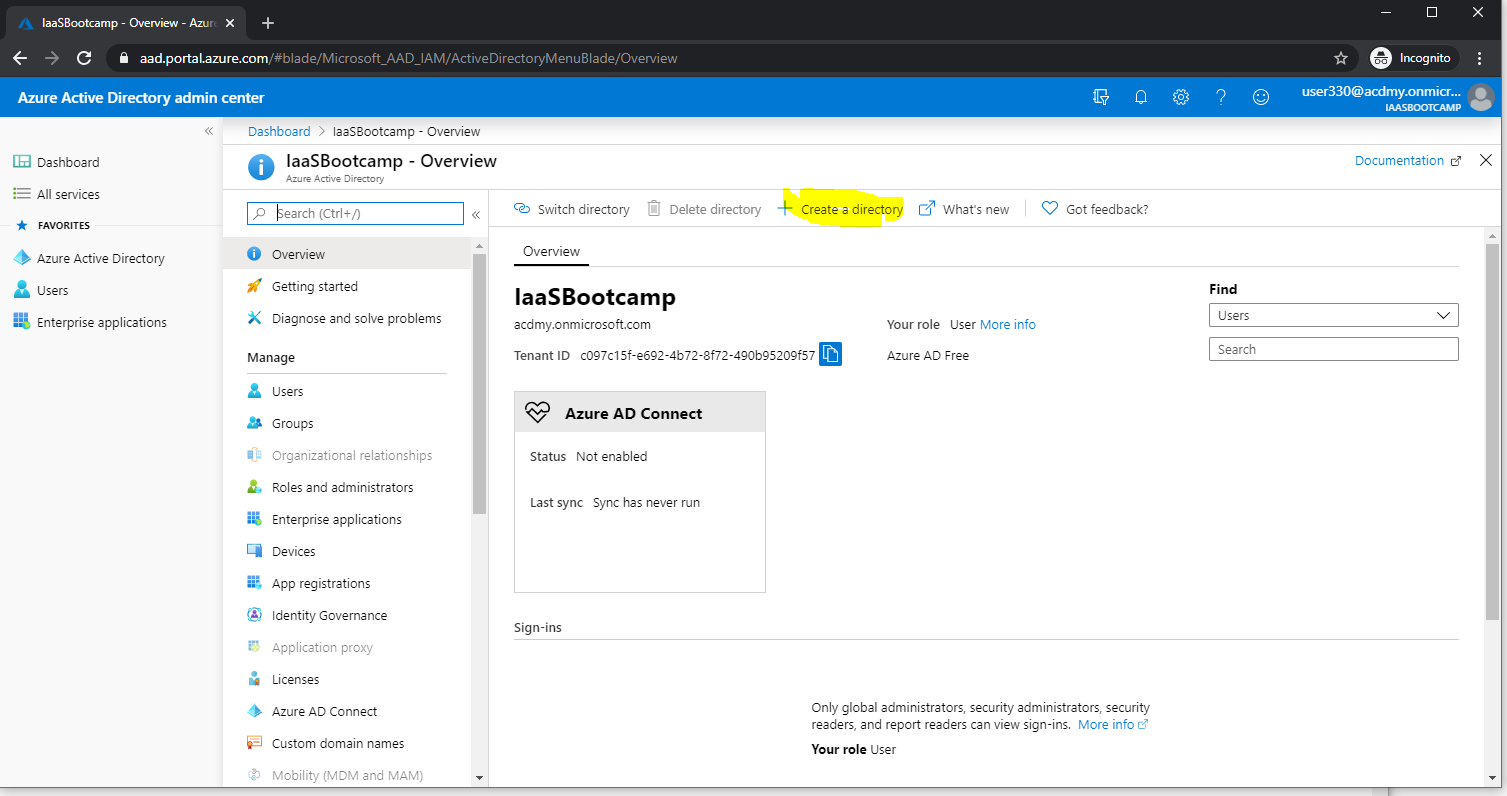 IaaSBootcamp - Overview - Azure
Incognito
aad.portal.azure.com/#blade/Microsoft_AAD_IAM/ActiveDirectoryMenuBlade/Overview
Azure Active Directory admin center
user330@acdmy.onmicr...
IAASBOOTCAMP
Dashboard
All services
FAVORITES
Azure Active Directory
Users
Enterprise applications
Dashboard > IaaSBootcamp - Overview
IaaSBootcamp - Overview
Azure Active Directory
Documentation
Search (Ctrl+/)
Overview
Getting started
Diagnose and solve problems
Manage
Users
Groups
Organizational relationships
Roles and administrators
Enterprise applications
Devices
App registrations
Identity Governance
Application proxy
Licenses
Azure AD Connect
Custom domain names
Mobility (MDM and MAM)
Switch directory Delete directory Create a directory What's new Got feedback?
Overview
IaaSBootcamp
acdmy.onmicrosoft.com
Tenant ID c097c15f-e692-4b72-8f72-490b95209f57
Your role User More info
Azure AD Free
Find
Users
Search
Azure AD Connect
Status Not enabled
Last sync Sync has never run
Sign-ins
Only global administrators, security administrators, security
readers, and report readers can view sign-ins. More info
Your role User